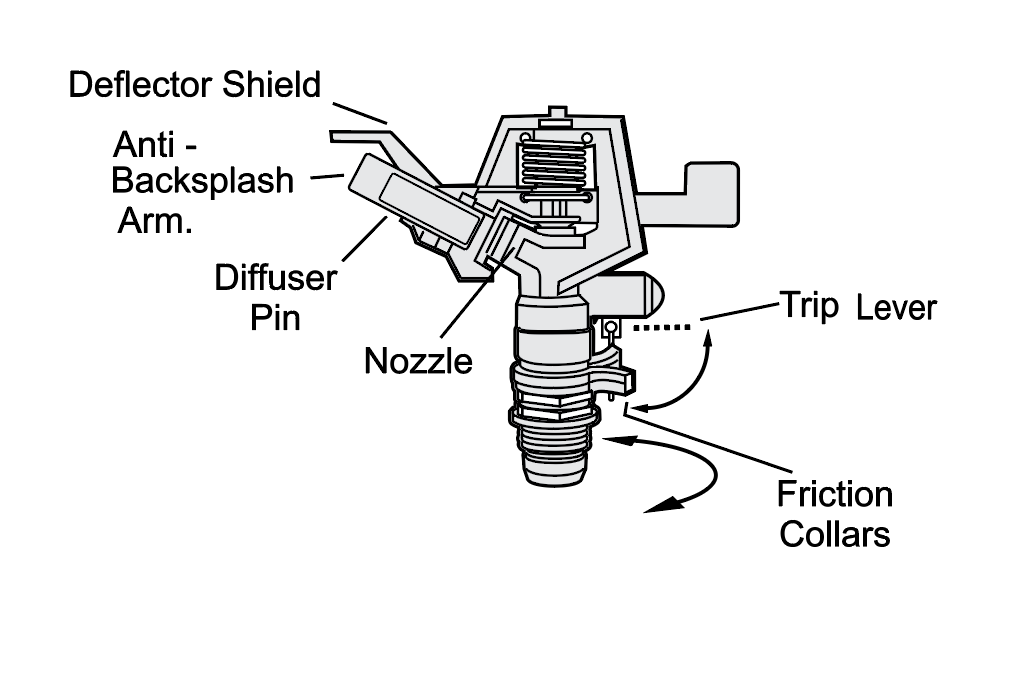 Deflector Shield
Anti -
Backsplash
Arm.
Diffuser
Pin
Nozzle
Trip Lever
Friction
Collars